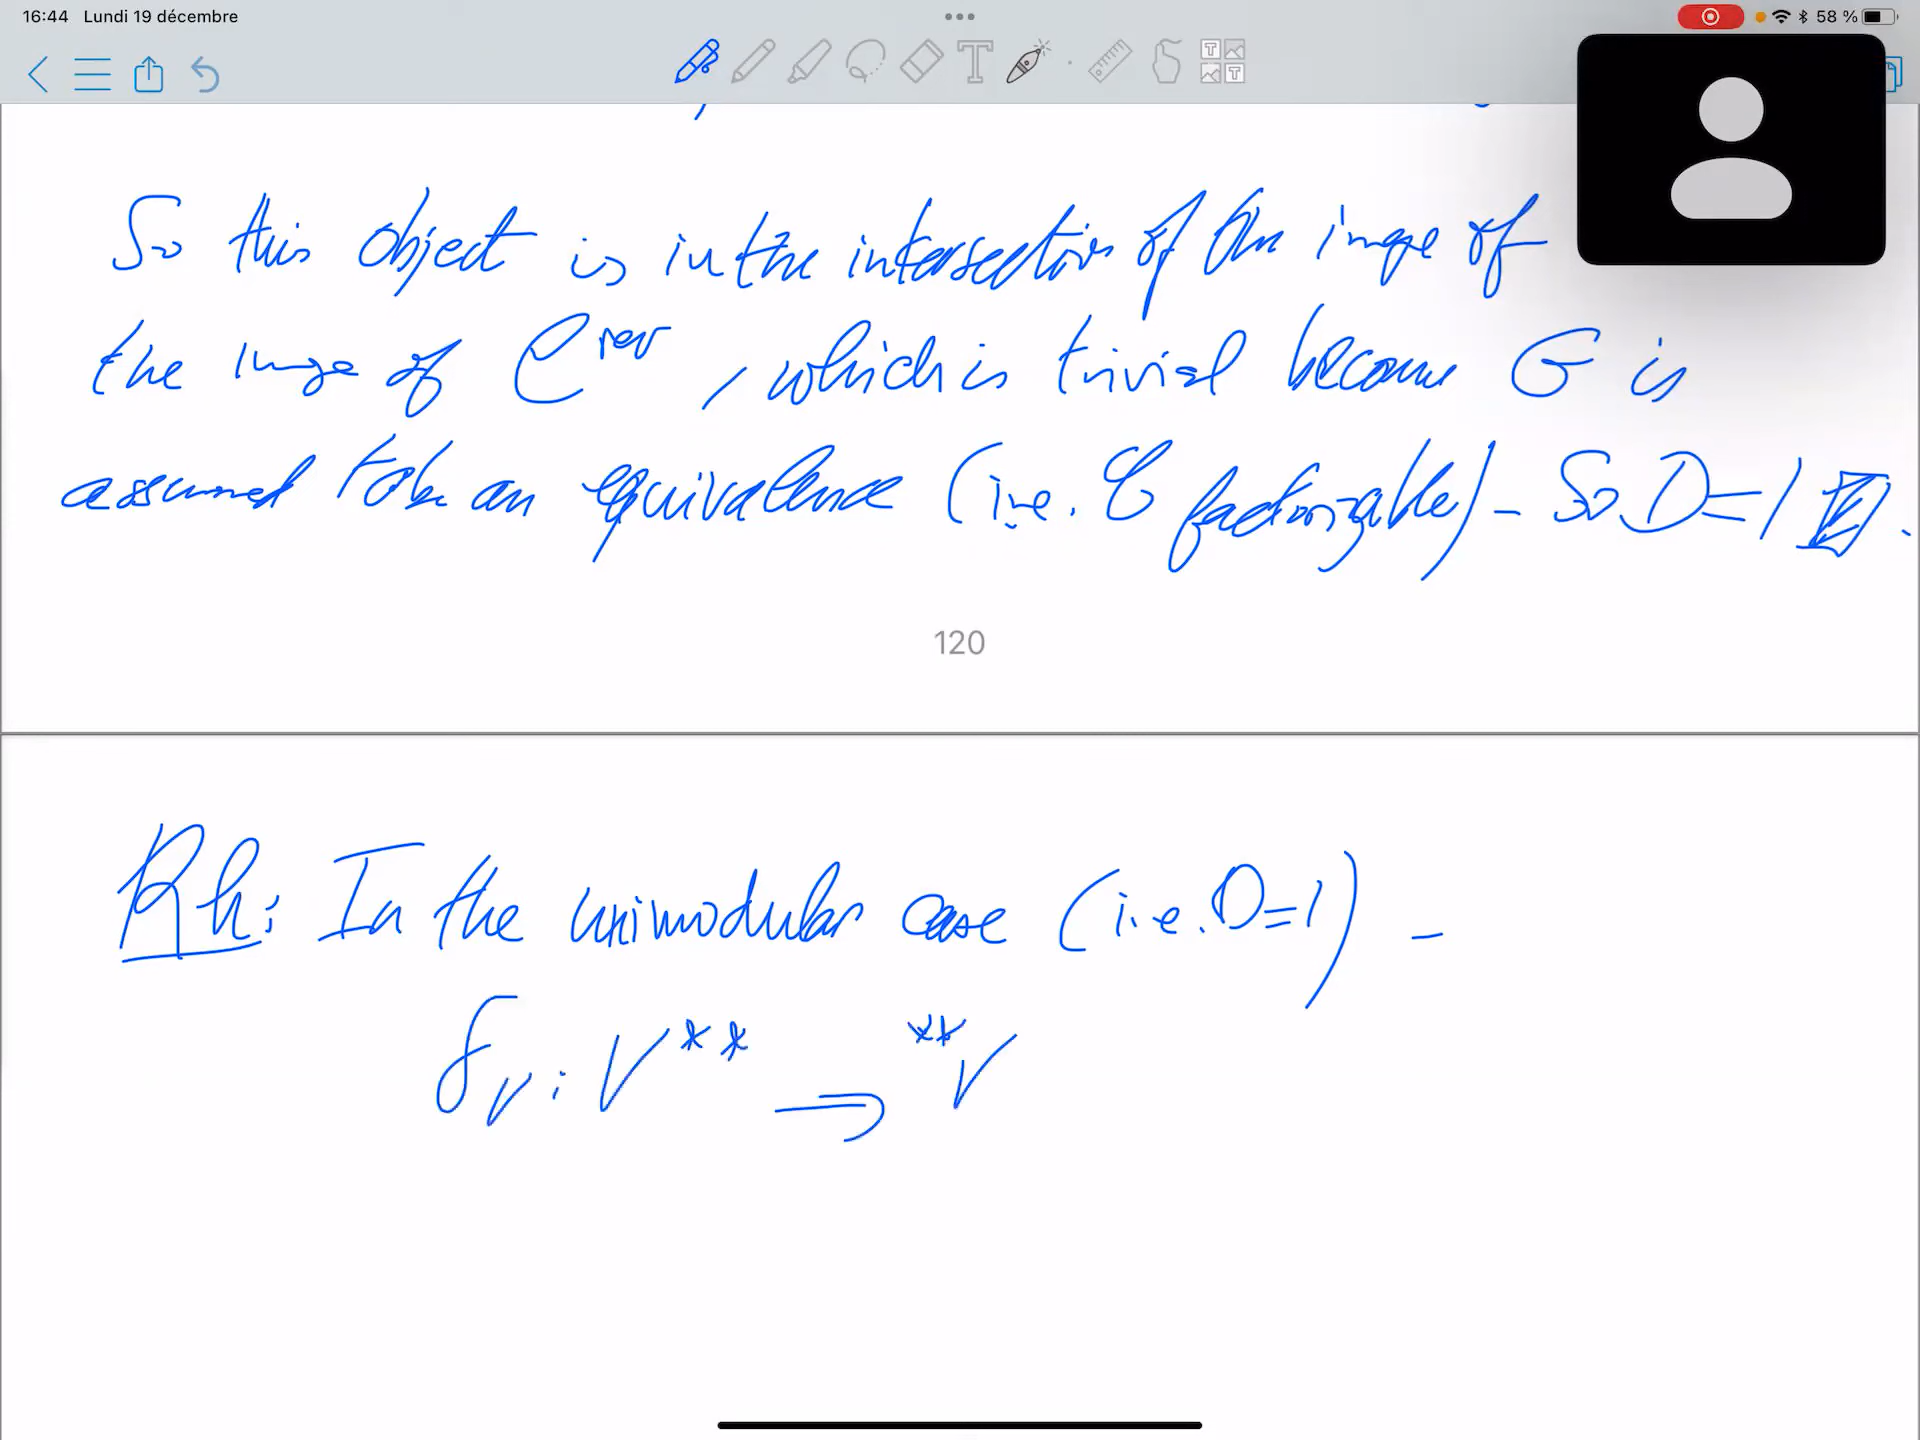 16:44 Lundi 19 décembre
58 %
So this object is in the intersection of the image of
the image of C^rev, which is trivial because G is
assumed to be an equivalence (i.e. C factorizable) - So D=1 .
120
Rk: In the unimodular case (i.e. D=1) -
δ_V : V** → **V